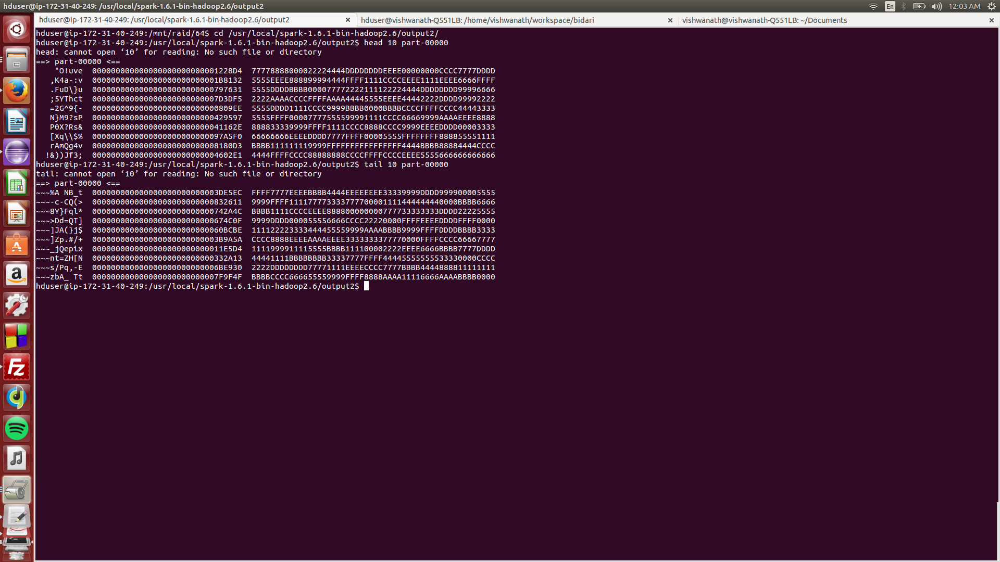 hduser@ip-172-31-40-249: /usr/local/spark-1.6.1-bin-hadoop2.6/output2
En
12:03 AM
hduser@ip-172-31-40-249: /usr/local/spark-1.6.1-bin-hadoop2.6/output2 × hduser@vishwanath-Q551LB: /home/vishwanath/workspace/bidari × vishwanath@vishwanath-Q551LB: ~/Documents ×
hduser@ip-172-31-40-249:/mnt/raid/64$ cd /usr/local/spark-1.6.1-bin-hadoop2.6/output2/
hduser@ip-172-31-40-249:/usr/local/spark-1.6.1-bin-hadoop2.6/output2$ head 10 part-00000
head: cannot open ‘10’ for reading: No such file or directory
==> part-00000 <==
    "O!uve  0000000000000000000000000012​28D4  77778888000022224444DDDDDDDDEEEE00000000CCCC7777DDDD
   ,K4a-:v  000000000000000000000000001B8132  5555EEEE888899994444FFFF1111CCCCEEEE1111EEEE6666FFFF
   .FuD\}u  00000000000000000000000000797631  5555DDDDBBBB000077772222111122224444DDDDDDDD99996666
   ;5YThct  000000000000000000000000007D3DF5  2222AAAACCCCFFFFAAAA44445555EEEE44442222DDDD99992222
   =2G^9{-  00000000000000000000000000​0809EE  5555DDDD1111CCCC9999BBBB0000BBBBCCCCFFFFCCCC44443333
   N}M9?sP  00000000000000000000000000429597  5555FFFF00007777555599991111CCCC66669999AAAAEEEE8888
   P0X?Rs&  0000000000000000000000000041162E  888833339999FFFF1111CCCC8888CCCC9999EEEEDDDD00003333
   [Xq\\$%  0000000000000000000000000097A5F0  66666666EEEEDDDD7777FFFF00005555FFFFFFFF888855551111
   rAmQg4v  000000000000000000000000008180D3  BBBB111111119999FFFFFFFFFFFFFFFF4444BBBB88884444CCCC
  !&))Jf3;  000000000000000000000000004602E1  4444FFFFCCCC88888888CCCCFFFFCCCCEEEE5555666666666666
hduser@ip-172-31-40-249:/usr/local/spark-1.6.1-bin-hadoop2.6/output2$ tail 10 part-00000
tail: cannot open ‘10’ for reading: No such file or directory
==> part-00000 <==
~~~%A NB_t  000000000000000000000000003DE5EC  FFFF7777EEEEBBBB4444EEEEEEEE33339999DDDD999900005555
~~~-c-CQ(>  00000000000000000000000000832611  9999FFFF111177773333777700001111444444440000BBBB6666
~~~8Y}Fql*  00000000000000000000000000742A4C  BBBB1111CCCCEEEE88880000000077773333​3333DDDD22225555
~~~>Dd=QT]  00000000000000000000000000674C0F  9999DDDD000055556666CCCC22220000FFFFEEEEDDDDFFFF0000
~~~]JA(}j$  0000000000000000000000000060BCBE  11112222333344445555​9999AAAABBBB9999FFFFDDDDBBBB3333
~~~]Zp.#/+  000000000000000000000000003B9A5A  CCCC8888EEEEAAAAEEEE3333333377770000FFFFCCCC66667777
~~~_jQepix  0000000000000000000000000011E5D4  1111999911115555BBBB111100002222EEEE6666BBBB7777DDDD
~~~nt=ZH[N  00000000000000000000000000332A13  44441111BBBBBBBB33337777FFFF4444555555553333​0000CCCC
~~~s/Pq,-E  000000000000000000000000006BE930  2222DDDDDDDD77771111EEEECCCC7777BBBB4444888811111111
~~~zbA_ Tt  000000000000000000000000007F9F4F  BBBBCCCC666655559999FFFF8888AAAA11116666AAAABBBB0000
hduser@ip-172-31-40-249:/usr/local/spark-1.6.1-bin-hadoop2.6/output2$